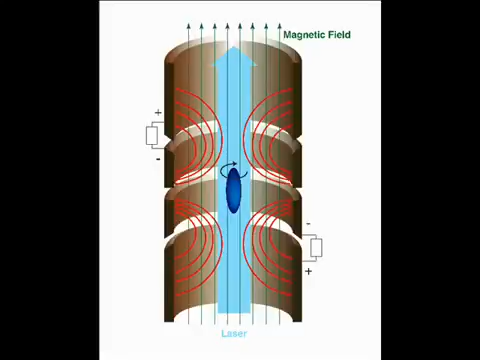 Magnetic Field
+
-
-
+
Laser